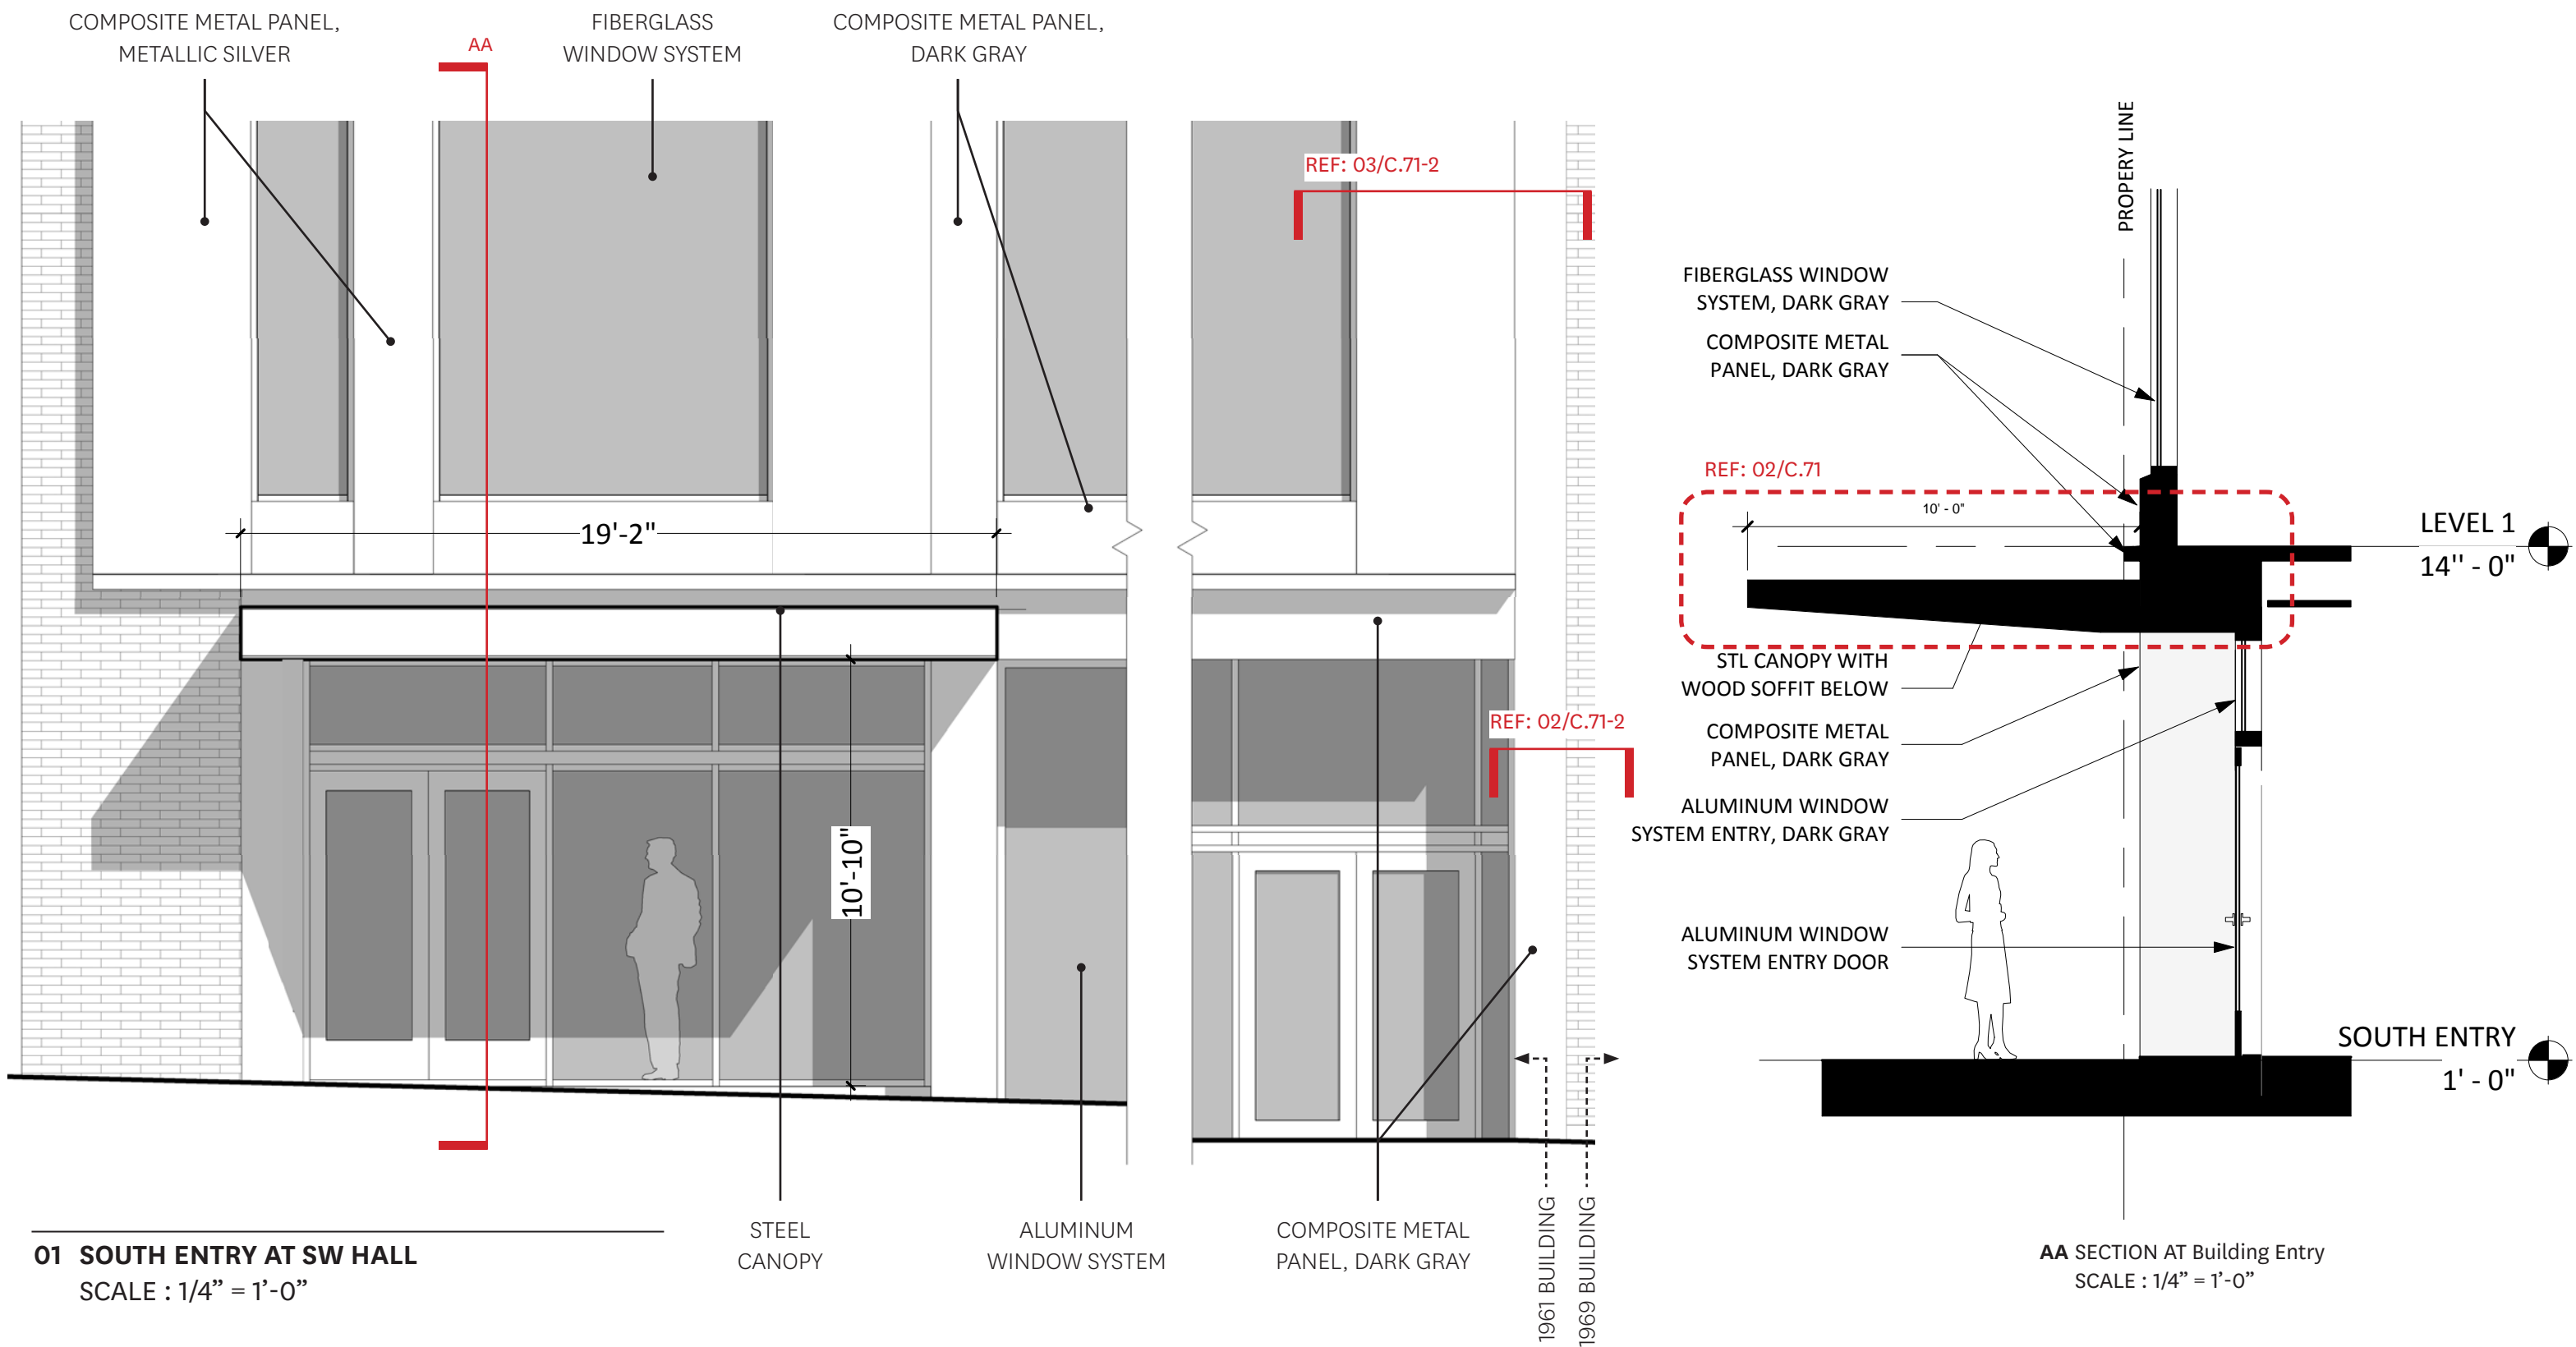 COMPOSITE METAL PANEL,
METALLIC SILVER
AA
FIBERGLASS
WINDOW SYSTEM
COMPOSITE METAL PANEL,
DARK GRAY
REF: 03/C.71-2
19'-2"
REF: 02/C.71-2
10'-10"
STEEL
CANOPY
ALUMINUM
WINDOW SYSTEM
COMPOSITE METAL
PANEL, DARK GRAY
1961 BUILDING
1969 BUILDING
01 SOUTH ENTRY AT SW HALL
SCALE : 1/4” = 1’-0”
PROPERY LINE
FIBERGLASS WINDOW
SYSTEM, DARK GRAY
COMPOSITE METAL
PANEL, DARK GRAY
REF: 02/C.71
10' - 0"
LEVEL 1
14'' - 0"
STL CANOPY WITH
WOOD SOFFIT BELOW
COMPOSITE METAL
PANEL, DARK GRAY
ALUMINUM WINDOW
SYSTEM ENTRY, DARK GRAY
ALUMINUM WINDOW
SYSTEM ENTRY DOOR
SOUTH ENTRY
1' - 0"
AA SECTION AT Building Entry
SCALE : 1/4” = 1’-0”